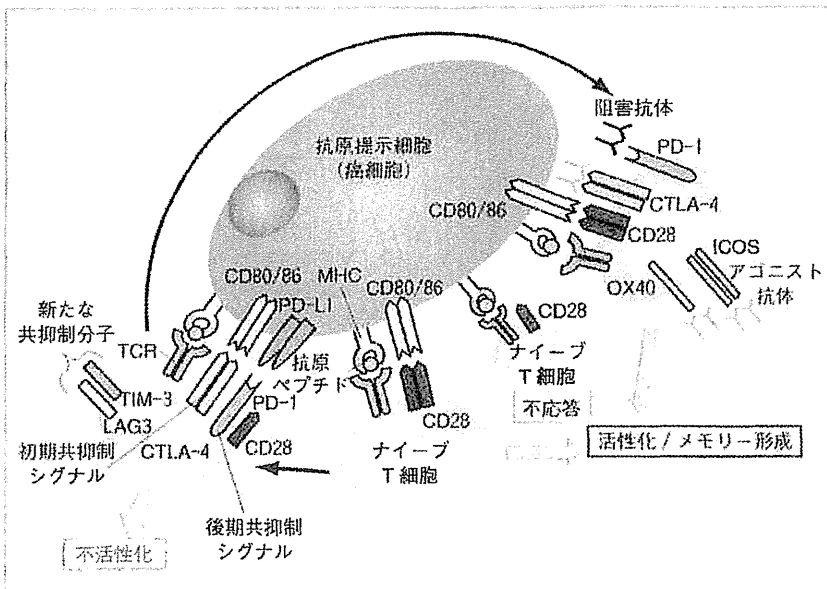 阻害抗体
PD-1
抗原提示細胞
(癌細胞)
CD80/86
CTLA-4
CD28
ICOS
アゴニスト
抗体
OX40
CD80/86
MHC
CD80/86
PD-L1
新たな
共抑制分子
TCR
抗原
ペプチド
CD28
ナイーブ
T細胞
不応答
TIM-3
LAG3
PD-1
CD28
初期共抑制
シグナル
CTLA-4
CD28
ナイーブ
T細胞
活性化/メモリー形成
後期共抑制
シグナル
不活性化